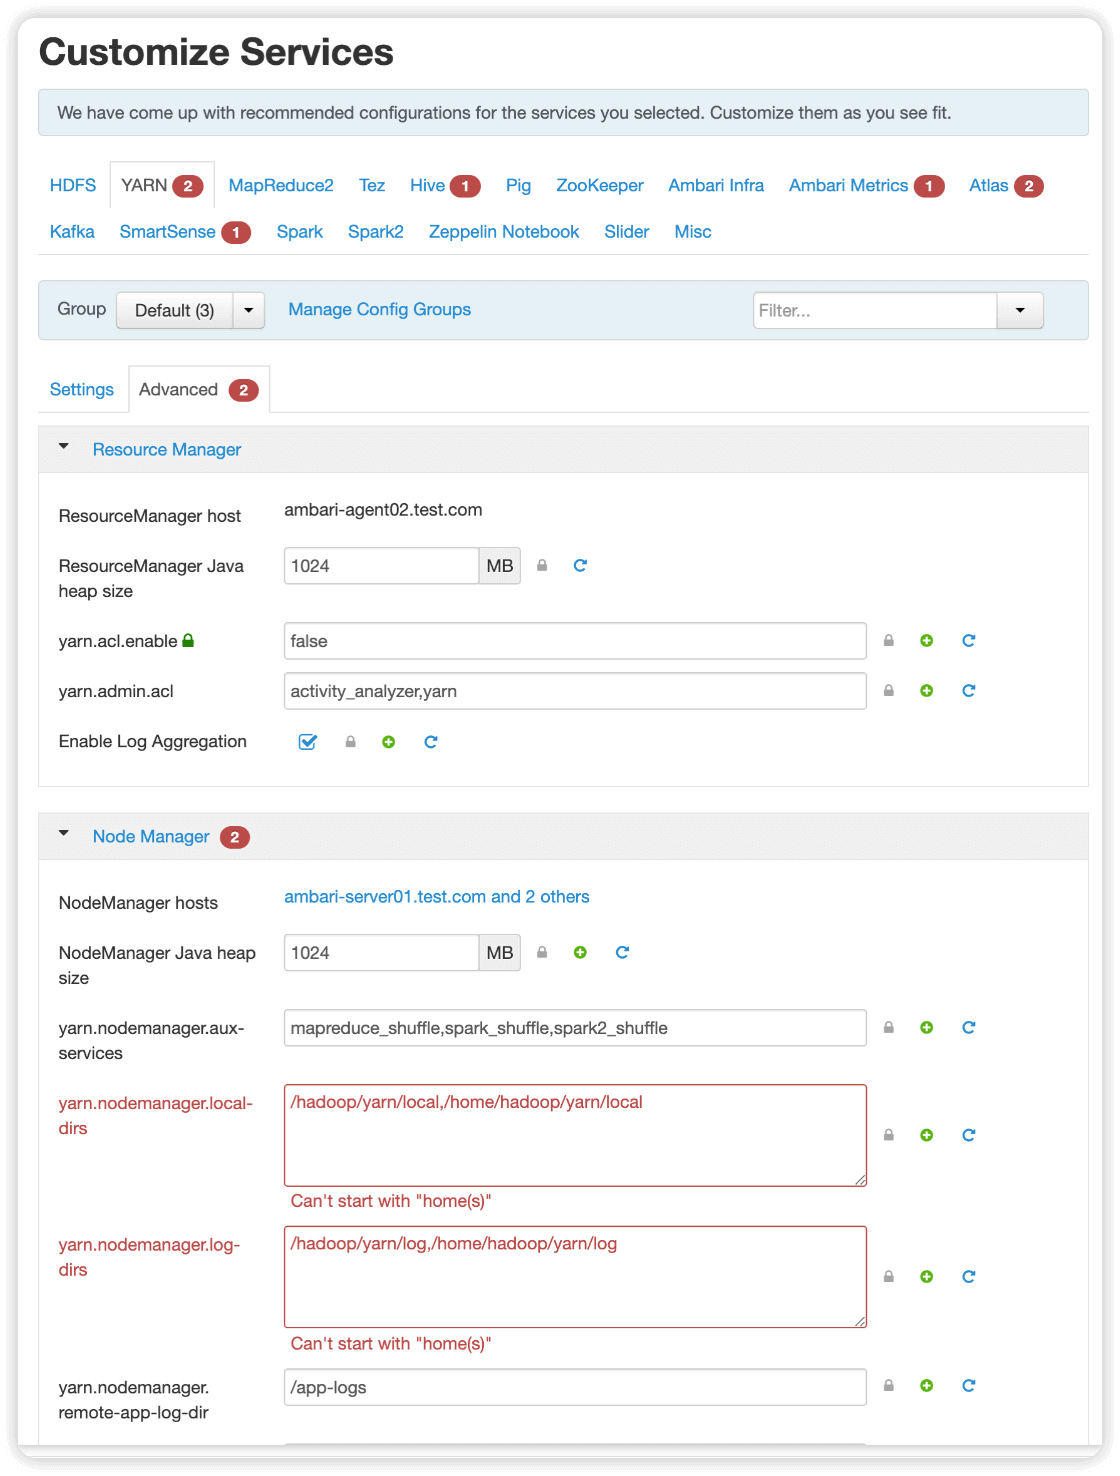 Customize Services
We have come up with recommended configurations for the services you selected. Customize them as you see fit.
HDFS YARN 2 MapReduce2 Tez Hive 1 Pig ZooKeeper Ambari Infra Ambari Metrics 1 Atlas 2
Kafka SmartSense 1 Spark Spark2 Zeppelin Notebook Slider Misc
Group Default (3) Manage Config Groups Filter...
Settings Advanced 2
Resource Manager
ResourceManager host ambari-agent02.test.com
ResourceManager Java 1024 MB
heap size
yarn.acl.enable false
yarn.admin.acl activity_analyzer,yarn
Enable Log Aggregation
Node Manager 2
NodeManager hosts ambari-server01.test.com and 2 others
NodeManager Java heap 1024 MB
size
yarn.nodemanager.aux- mapreduce_shuffle,spark_shuffle,spark2_shuffle
services
yarn.nodemanager.local- /hadoop/yarn/local,/home/hadoop/yarn/local
dirs
Can't start with "home(s)"
yarn.nodemanager.log- /hadoop/yarn/log,/home/hadoop/yarn/log
dirs
Can't start with "home(s)"
yarn.nodemanager. /app-logs
remote-app-log-dir